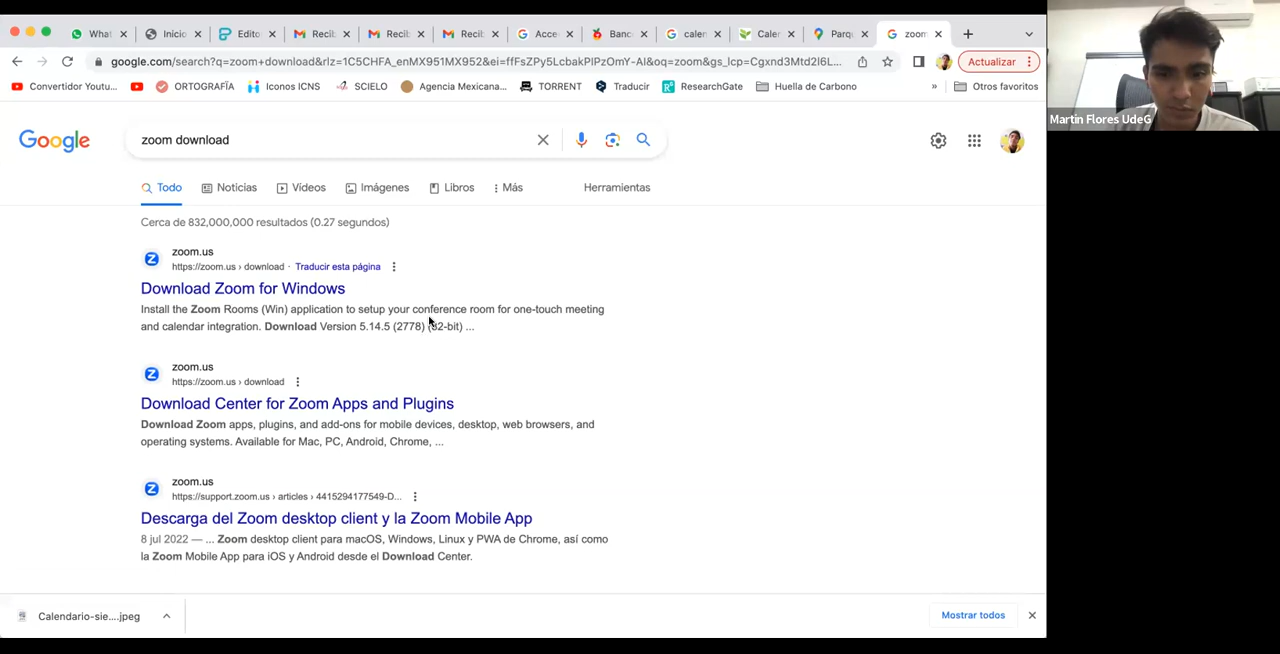 What
Inicio
Edito
Recib
Recib
Recib
Acce
Banc
calen
Caler
Parqu
zoom
google.com/search?q=zoom+download&rlz=1C5CHFA_enMX951MX952&ei=ffFsZPy5LcbakPIPzOmY-AI&oq=zoom&gs_lcp=Cgxnd3Mtd2l6L...
Actualizar
Convertidor Youtu...
ORTOGRAFÍA
Iconos ICNS
SCIELO
Agencia Mexicana...
TORRENT
Traducir
ResearchGate
Huella de Carbono
»
Otros favoritos
Martin Flores UdeG
Google
zoom download
Todo
Noticias
Vídeos
Imágenes
Libros
Más
Herramientas
Cerca de 832,000,000 resultados (0.27 segundos)
zoom.us
https://zoom.us › download · Traducir esta página
Download Zoom for Windows
Install the Zoom Rooms (Win) application to setup your conference room for one-touch meeting
and calendar integration. Download Version 5.14.5 (2778) (32-bit) ...
zoom.us
https://zoom.us › download
Download Center for Zoom Apps and Plugins
Download Zoom apps, plugins, and add-ons for mobile devices, desktop, web browsers, and
operating systems. Available for Mac, PC, Android, Chrome, ...
zoom.us
https://support.zoom.us › articles › 4415294177549-D...
Descarga del Zoom desktop client y la Zoom Mobile App
8 jul 2022 — ... Zoom desktop client para macOS, Windows, Linux y PWA de Chrome, así como
la Zoom Mobile App para iOS y Android desde el Download Center.
Calendario-sie....jpeg
Mostrar todos